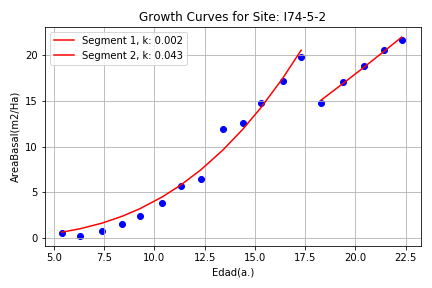 Growth Curves for Site: I74-5-2
Segment 1, k: 0.002
Segment 2, k: 0.043
AreaBasal(m2/Ha)
20
15
10
5
0
5.0 7.5 10.0 12.5 15.0 17.5 20.0 22.5
Edad(a.)